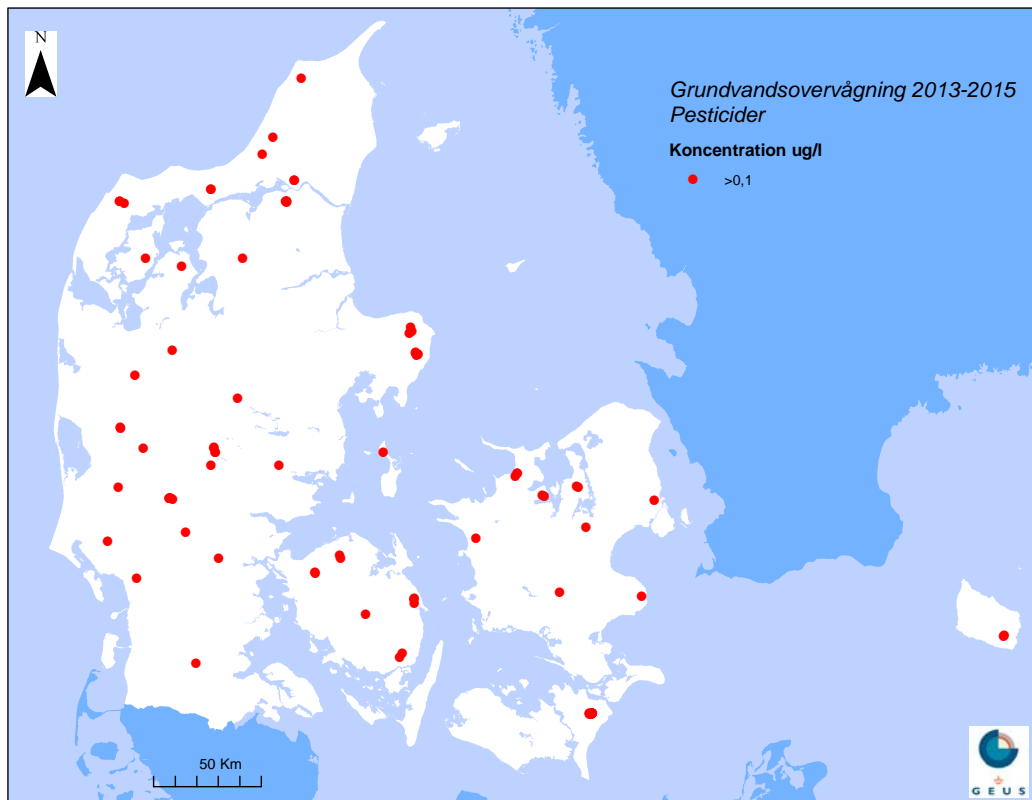 N
Grundvandsovervågning 2013-2015
Pesticider
Koncentration ug/l
>0,1
50 Km
G E U S